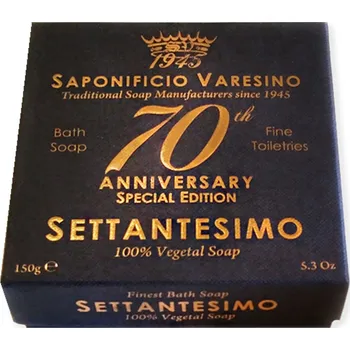 1945
SAPONIFICIO VARESINO
Traditional Soap Manufacturers since 1945
Bath Soap
70th
Fine Toiletries
ANNIVERSARY
SPECIAL EDITION
SETTANTESIMO
100% Vegetal Soap
150g e 5.3 Oz
Finest Bath Soap
SETTANTESIMO
100% Vegetal Soap